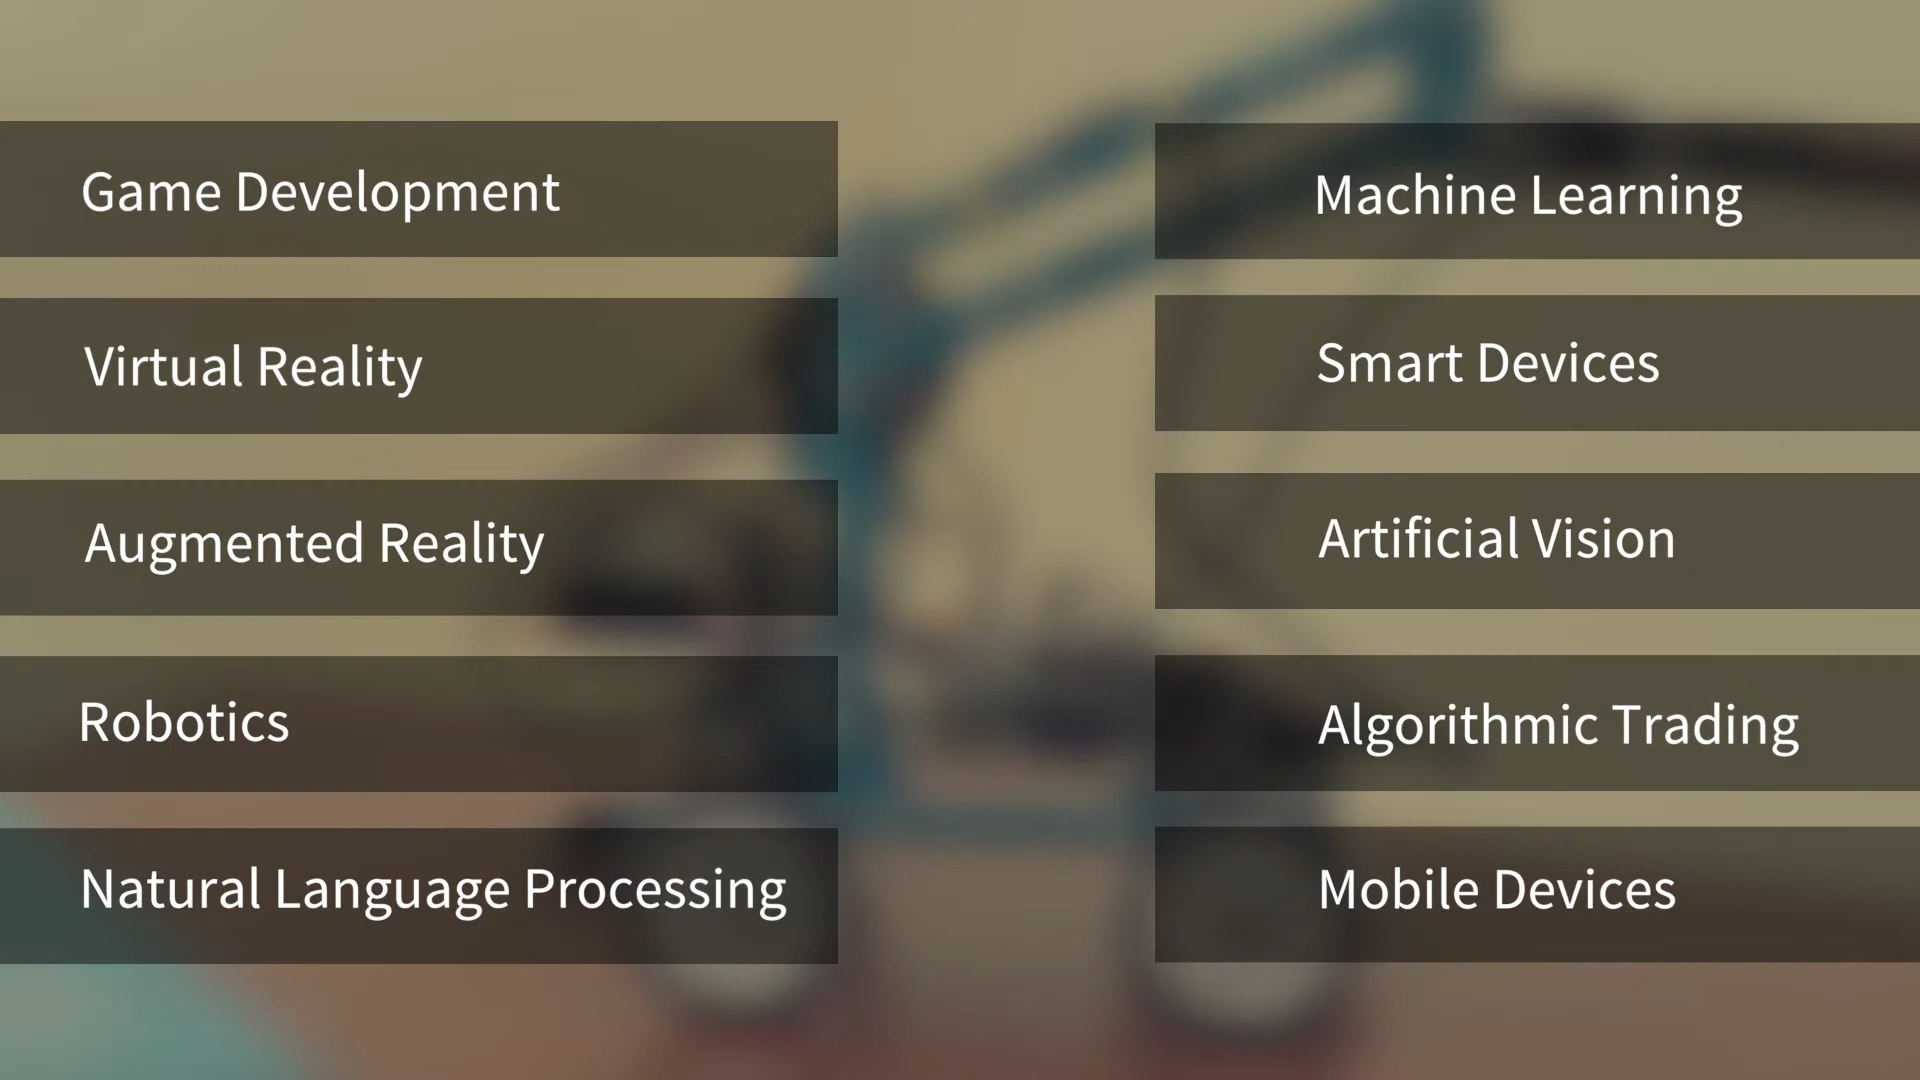 Game Development
Virtual Reality
Augmented Reality
Robotics
Natural Language Processing
Machine Learning
Smart Devices
Artificial Vision
Algorithmic Trading
Mobile Devices